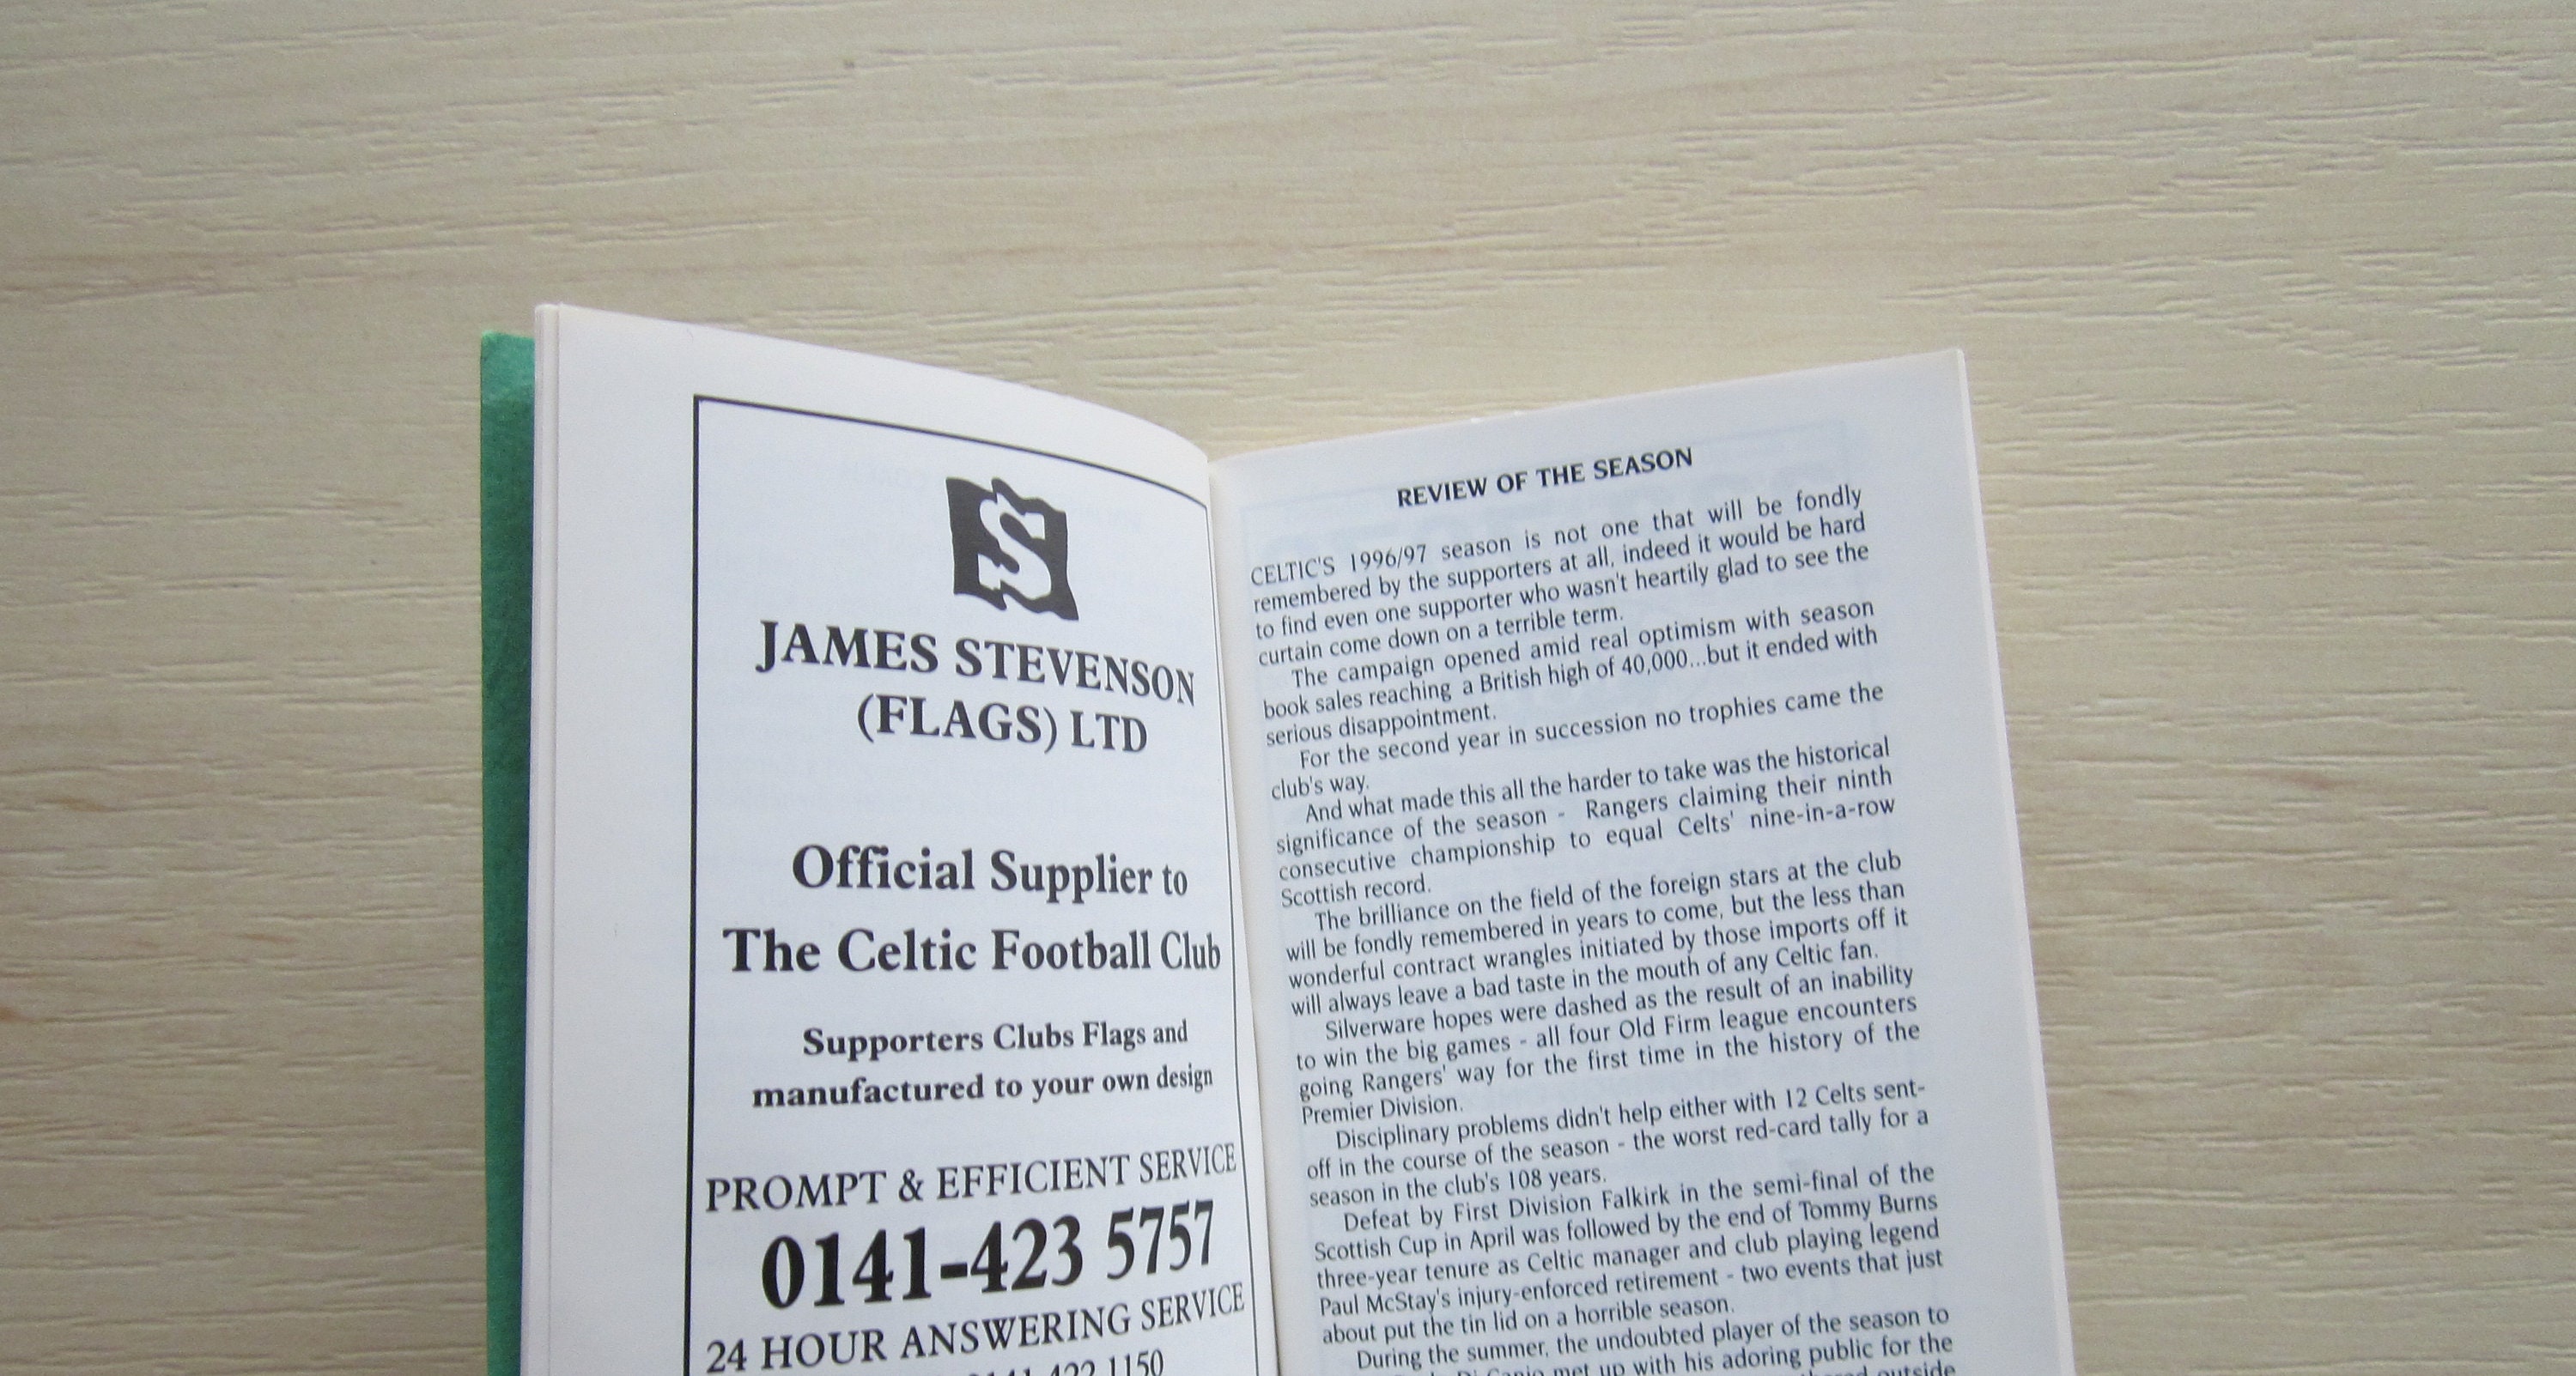 S
JAMES STEVENSON
(FLAGS) LTD
Official Supplier to
The Celtic Football Club
Supporters Clubs Flags and
manufactured to your own design
PROMPT & EFFICIENT SERVICE
0141-423 5757
24 HOUR ANSWERING SERVICE
0141-422 1150
REVIEW OF THE SEASON
CELTIC'S 1996/97 season is not one that will be fondly
remembered by the supporters at all, indeed it would be hard
to find even one supporter who wasn't heartily glad to see the
curtain come down on a terrible term.
The campaign opened amid real optimism with season
book sales reaching a British high of 40,000...but it ended with
serious disappointment.
For the second year in succession no trophies came the
club's way.
And what made this all the harder to take was the historical
significance of the season - Rangers claiming their ninth
consecutive championship to equal Celts' nine-in-a-row
Scottish record.
The brilliance on the field of the foreign stars at the club
will be fondly remembered in years to come, but the less than
wonderful contract wrangles initiated by those imports off it
will always leave a bad taste in the mouth of any Celtic fan.
Silverware hopes were dashed as the result of an inability
to win the big games - all four Old Firm league encounters
going Rangers' way for the first time in the history of the
Premier Division.
Disciplinary problems didn't help either with 12 Celts sent-
off in the course of the season - the worst red-card tally for a
season in the club's 108 years.
Defeat by First Division Falkirk in the semi-final of the
Scottish Cup in April was followed by the end of Tommy Burns
three-year tenure as Celtic manager and club playing legend
Paul McStay's injury-enforced retirement - two events that just
about put the tin lid on a horrible season.
During the summer, the undoubted player of the season to
Di Canio met up with his adoring public for the
outside